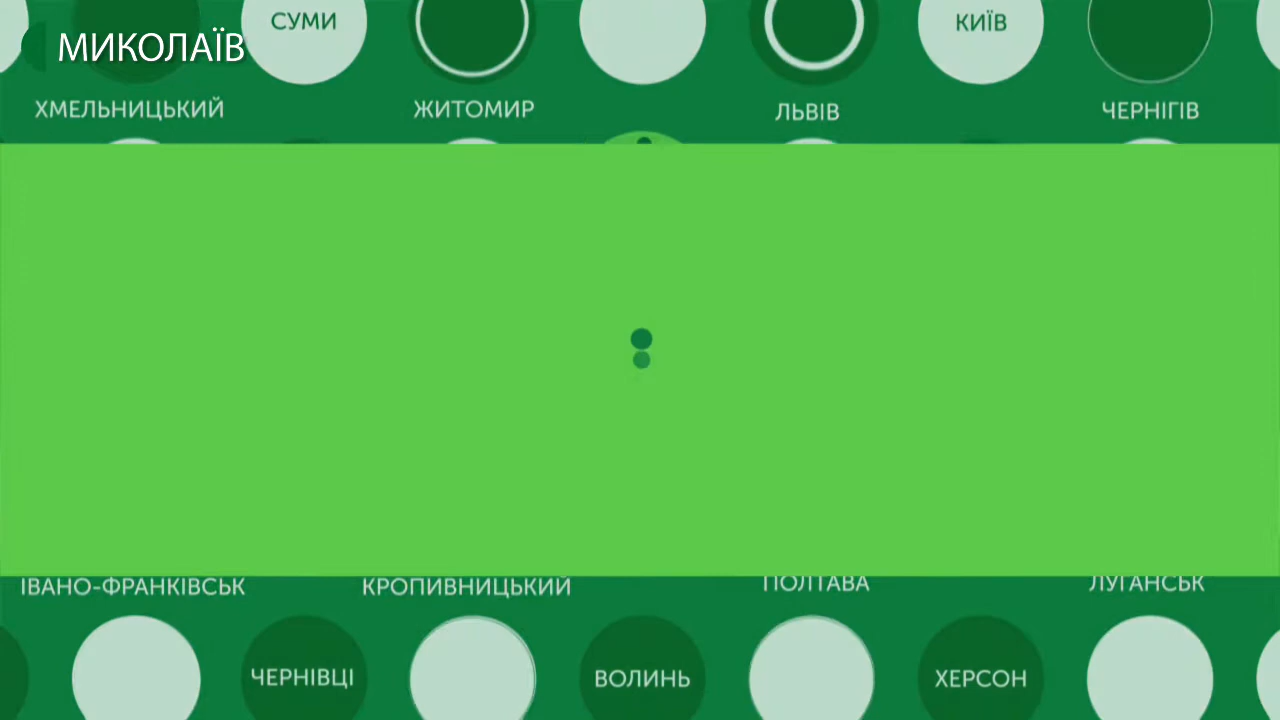 МИКОЛАЇВ
СУМИ
КИЇВ
ХМЕЛЬНИЦЬКИЙ
ЖИТОМИР
ЛЬВІВ
ЧЕРНІГІВ
ІВАНО-ФРАНКІВСЬК
КРОПИВНИЦЬКИЙ
ПОЛТАВА
ЛУГАНСЬК
ЧЕРНІВЦІ
ВОЛИНЬ
ХЕРСОН